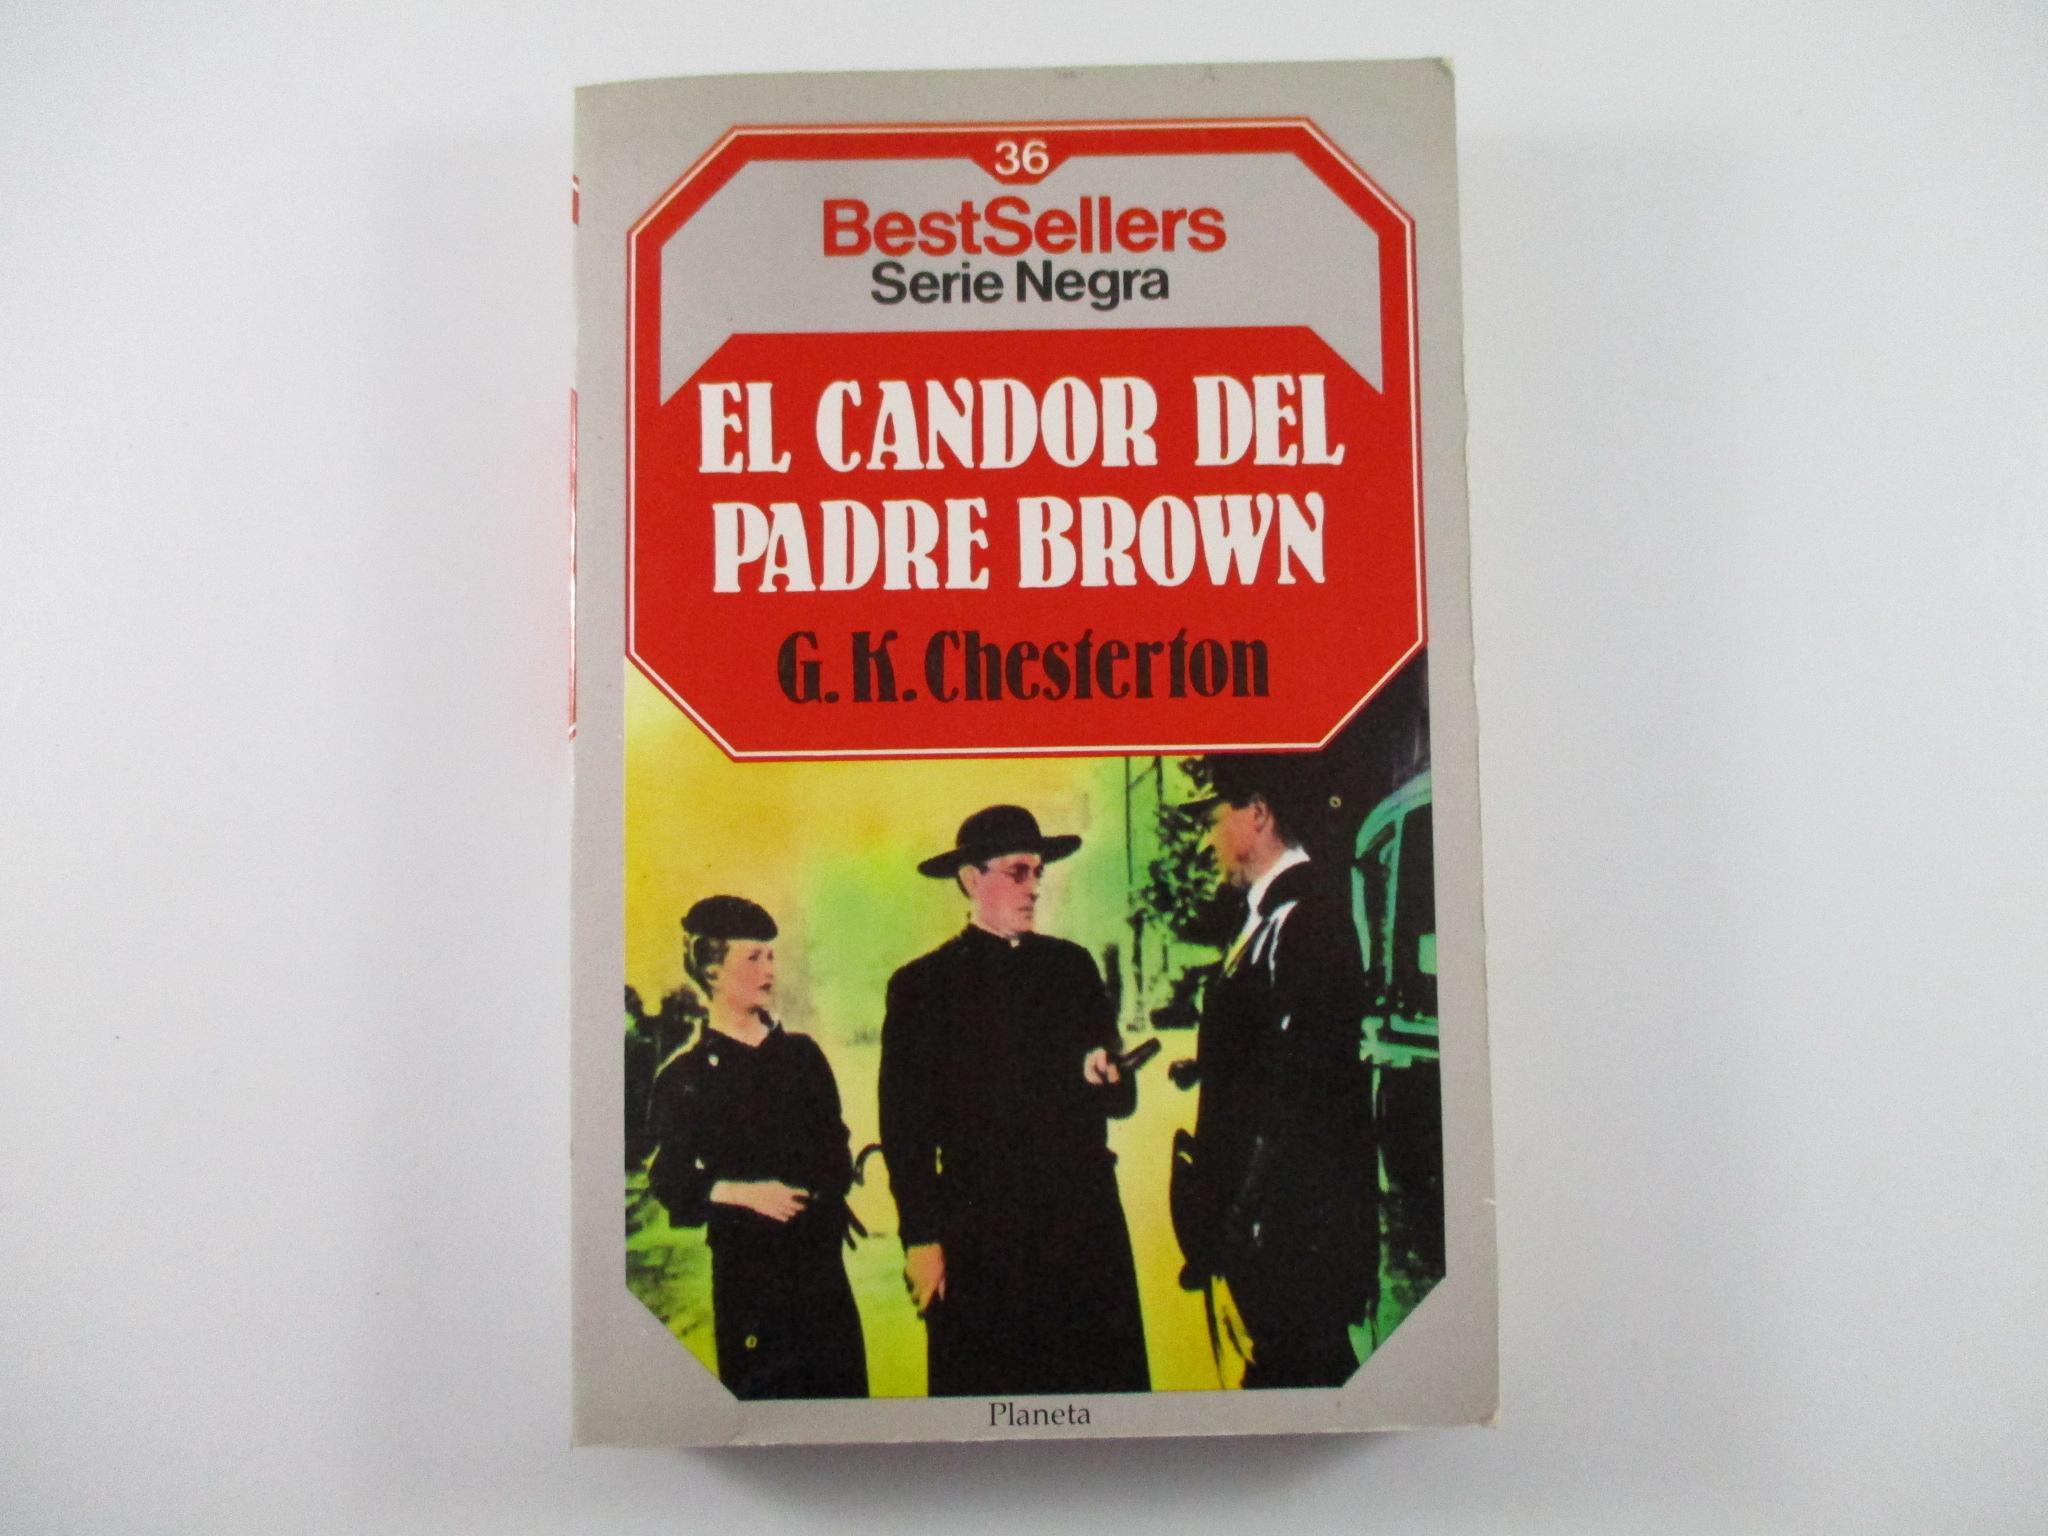 36
BestSellers
Serie Negra
EL CANDOR DEL
PADRE BROWN
G. K. Chesterton
Planeta